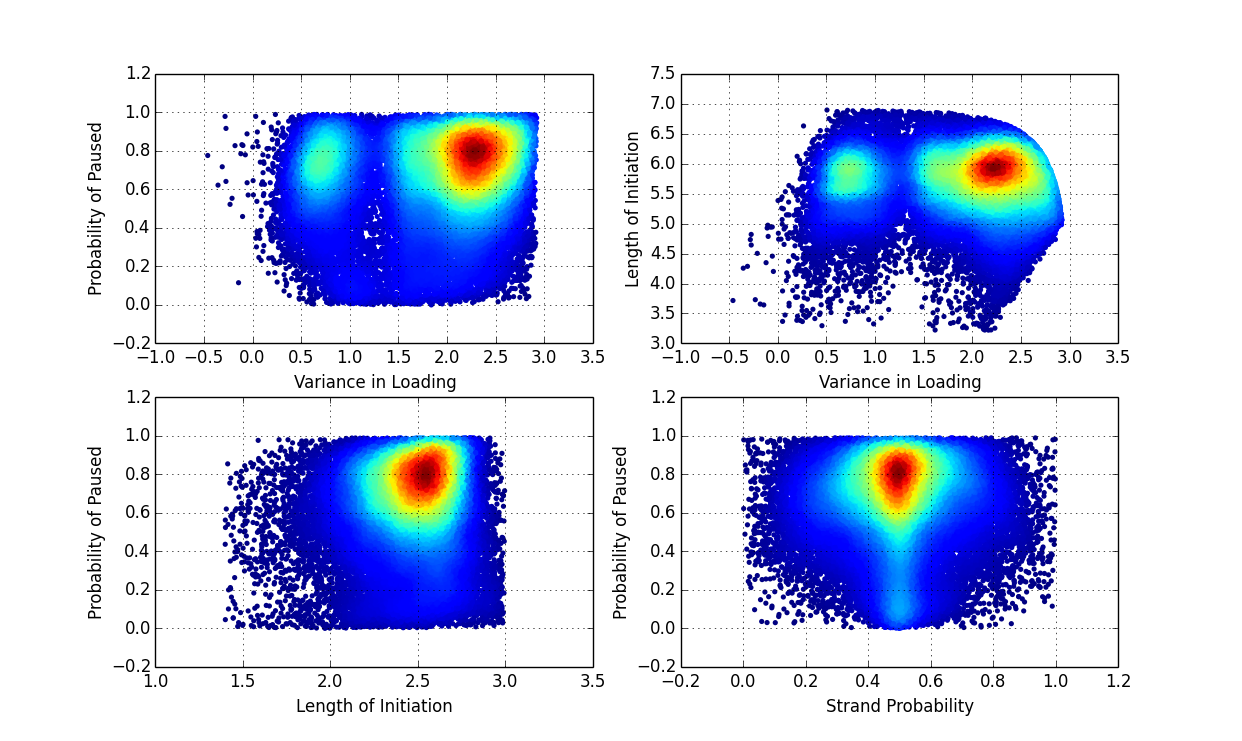 1.2
1.0
0.8
0.6
0.4
0.2
0.0
−0.2
Probability of Paused
−1.0 −0.5 0.0 0.5 1.0 1.5 2.0 2.5 3.0 3.5
Variance in Loading
7.5
7.0
6.5
6.0
5.5
5.0
4.5
4.0
3.5
3.0
Length of Initiation
−1.0 −0.5 0.0 0.5 1.0 1.5 2.0 2.5 3.0 3.5
Variance in Loading
1.2
1.0
0.8
0.6
0.4
0.2
0.0
−0.2
Probability of Paused
1.0 1.5 2.0 2.5 3.0 3.5
Length of Initiation
1.2
1.0
0.8
0.6
0.4
0.2
0.0
−0.2
Probability of Paused
−0.2 0.0 0.2 0.4 0.6 0.8 1.0 1.2
Strand Probability